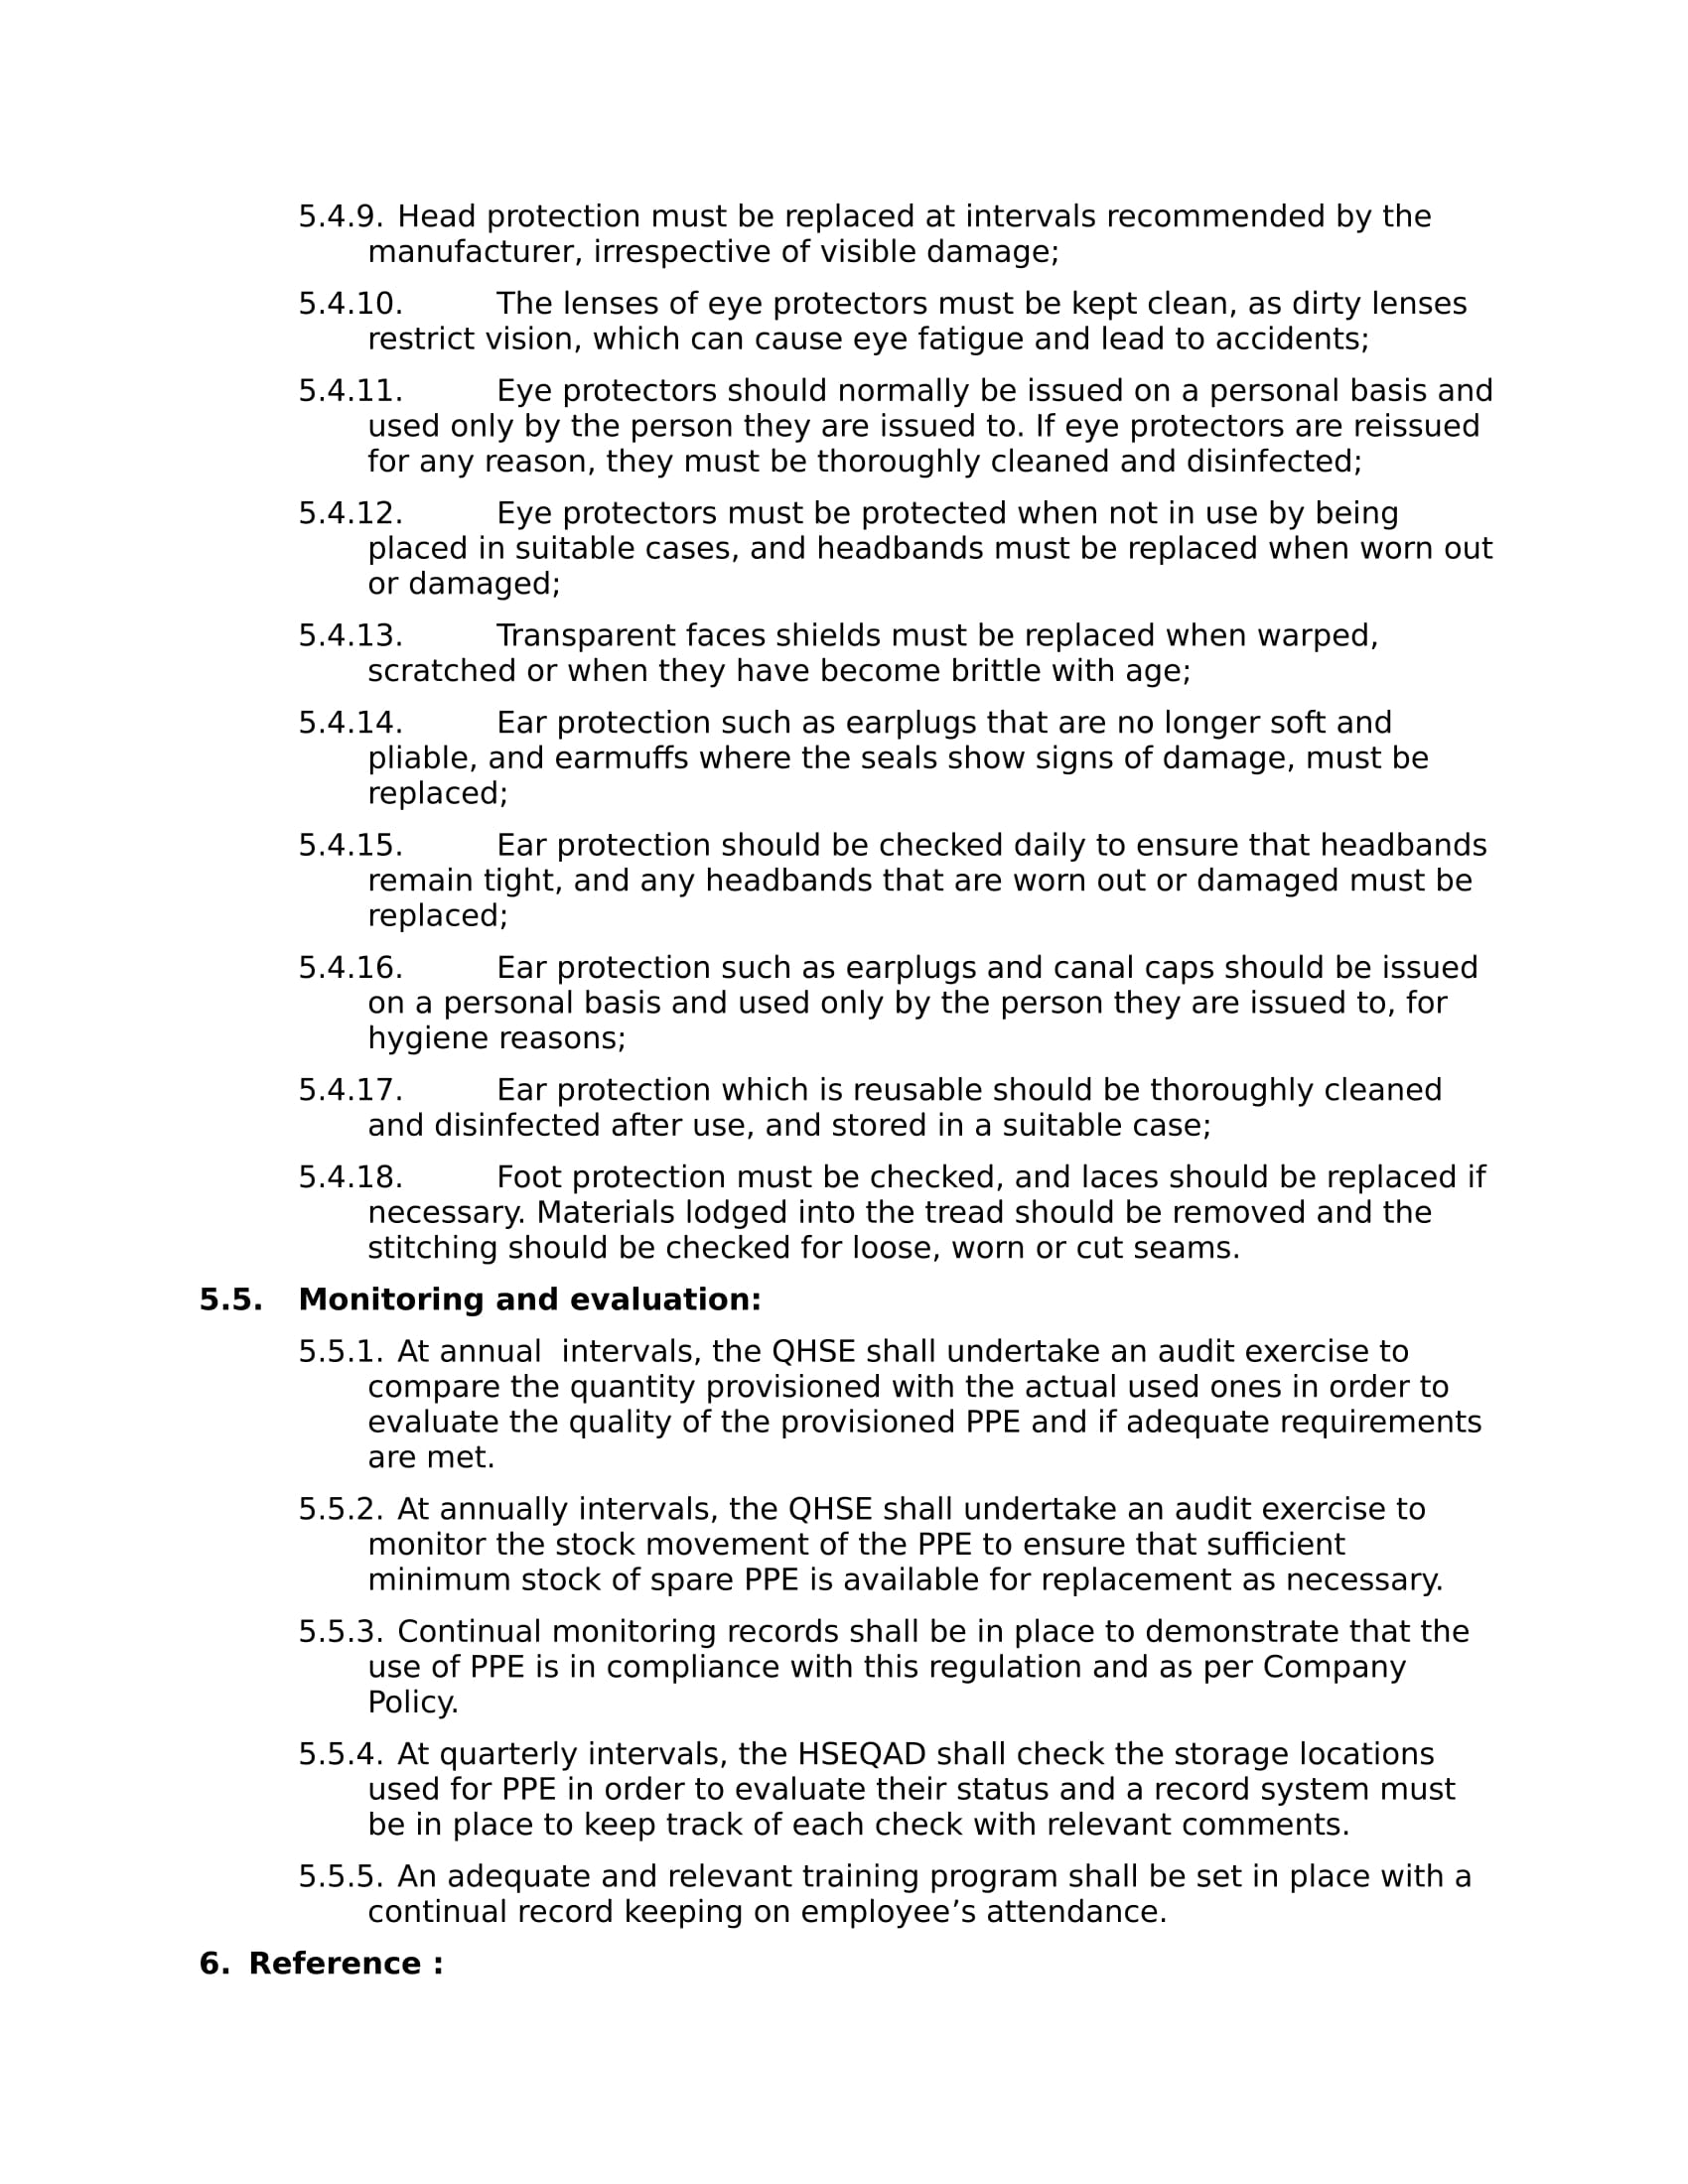 5.4.9. Head protection must be replaced at intervals recommended by the
manufacturer, irrespective of visible damage;
5.4.10. The lenses of eye protectors must be kept clean, as dirty lenses
restrict vision, which can cause eye fatigue and lead to accidents;
5.4.11. Eye protectors should normally be issued on a personal basis and
used only by the person they are issued to. If eye protectors are reissued
for any reason, they must be thoroughly cleaned and disinfected;
5.4.12. Eye protectors must be protected when not in use by being
placed in suitable cases, and headbands must be replaced when worn out
or damaged;
5.4.13. Transparent faces shields must be replaced when warped,
scratched or when they have become brittle with age;
5.4.14. Ear protection such as earplugs that are no longer soft and
pliable, and earmuffs where the seals show signs of damage, must be
replaced;
5.4.15. Ear protection should be checked daily to ensure that headbands
remain tight, and any headbands that are worn out or damaged must be
replaced;
5.4.16. Ear protection such as earplugs and canal caps should be issued
on a personal basis and used only by the person they are issued to, for
hygiene reasons;
5.4.17. Ear protection which is reusable should be thoroughly cleaned
and disinfected after use, and stored in a suitable case;
5.4.18. Foot protection must be checked, and laces should be replaced if
necessary. Materials lodged into the tread should be removed and the
stitching should be checked for loose, worn or cut seams.
5.5. Monitoring and evaluation:
5.5.1. At annual  intervals, the QHSE shall undertake an audit exercise to
compare the quantity provisioned with the actual used ones in order to
evaluate the quality of the provisioned PPE and if adequate requirements
are met.
5.5.2. At annually intervals, the QHSE shall undertake an audit exercise to
monitor the stock movement of the PPE to ensure that sufficient
minimum stock of spare PPE is available for replacement as necessary.
5.5.3. Continual monitoring records shall be in place to demonstrate that the
use of PPE is in compliance with this regulation and as per Company
Policy.
5.5.4. At quarterly intervals, the HSEQAD shall check the storage locations
used for PPE in order to evaluate their status and a record system must
be in place to keep track of each check with relevant comments.
5.5.5. An adequate and relevant training program shall be set in place with a
continual record keeping on employee’s attendance.
6. Reference :